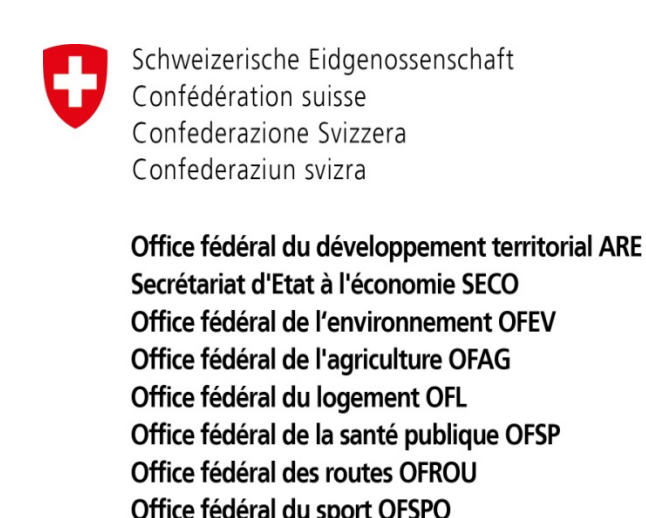 Schweizerische Eidgenossenschaft
Confédération suisse
Confederazione Svizzera
Confederaziun svizra
Office fédéral du développement territorial ARE
Secrétariat d'Etat à l'économie SECO
Office fédéral de l’environnement OFEV
Office fédéral de l'agriculture OFAG
Office fédéral du logement OFL
Office fédéral de la santé publique OFSP
Office fédéral des routes OFROU
Office fédéral du sport OFSPO